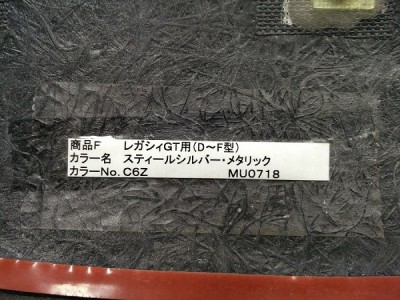 商品F レガシィGT用(D～F型)
カラー名 スティールシルバー・メタリック
カラーNo.C6Z MU0718